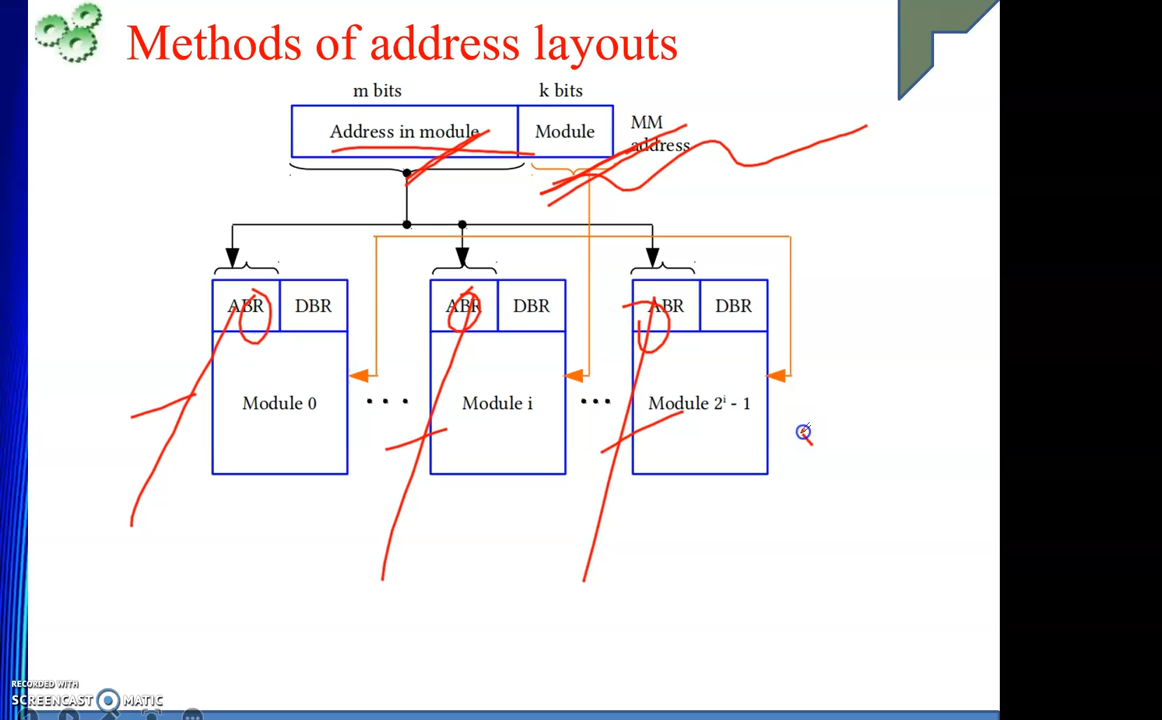 Methods of address layouts
m bits
k bits
Address in module
Module
MM
address
ABR
DBR
ABR
DBR
ABR
DBR
Module 0
• • •
Module i
• • •
Module 2ⁱ - 1
RECORDED WITH
SCREENCAST MATIC